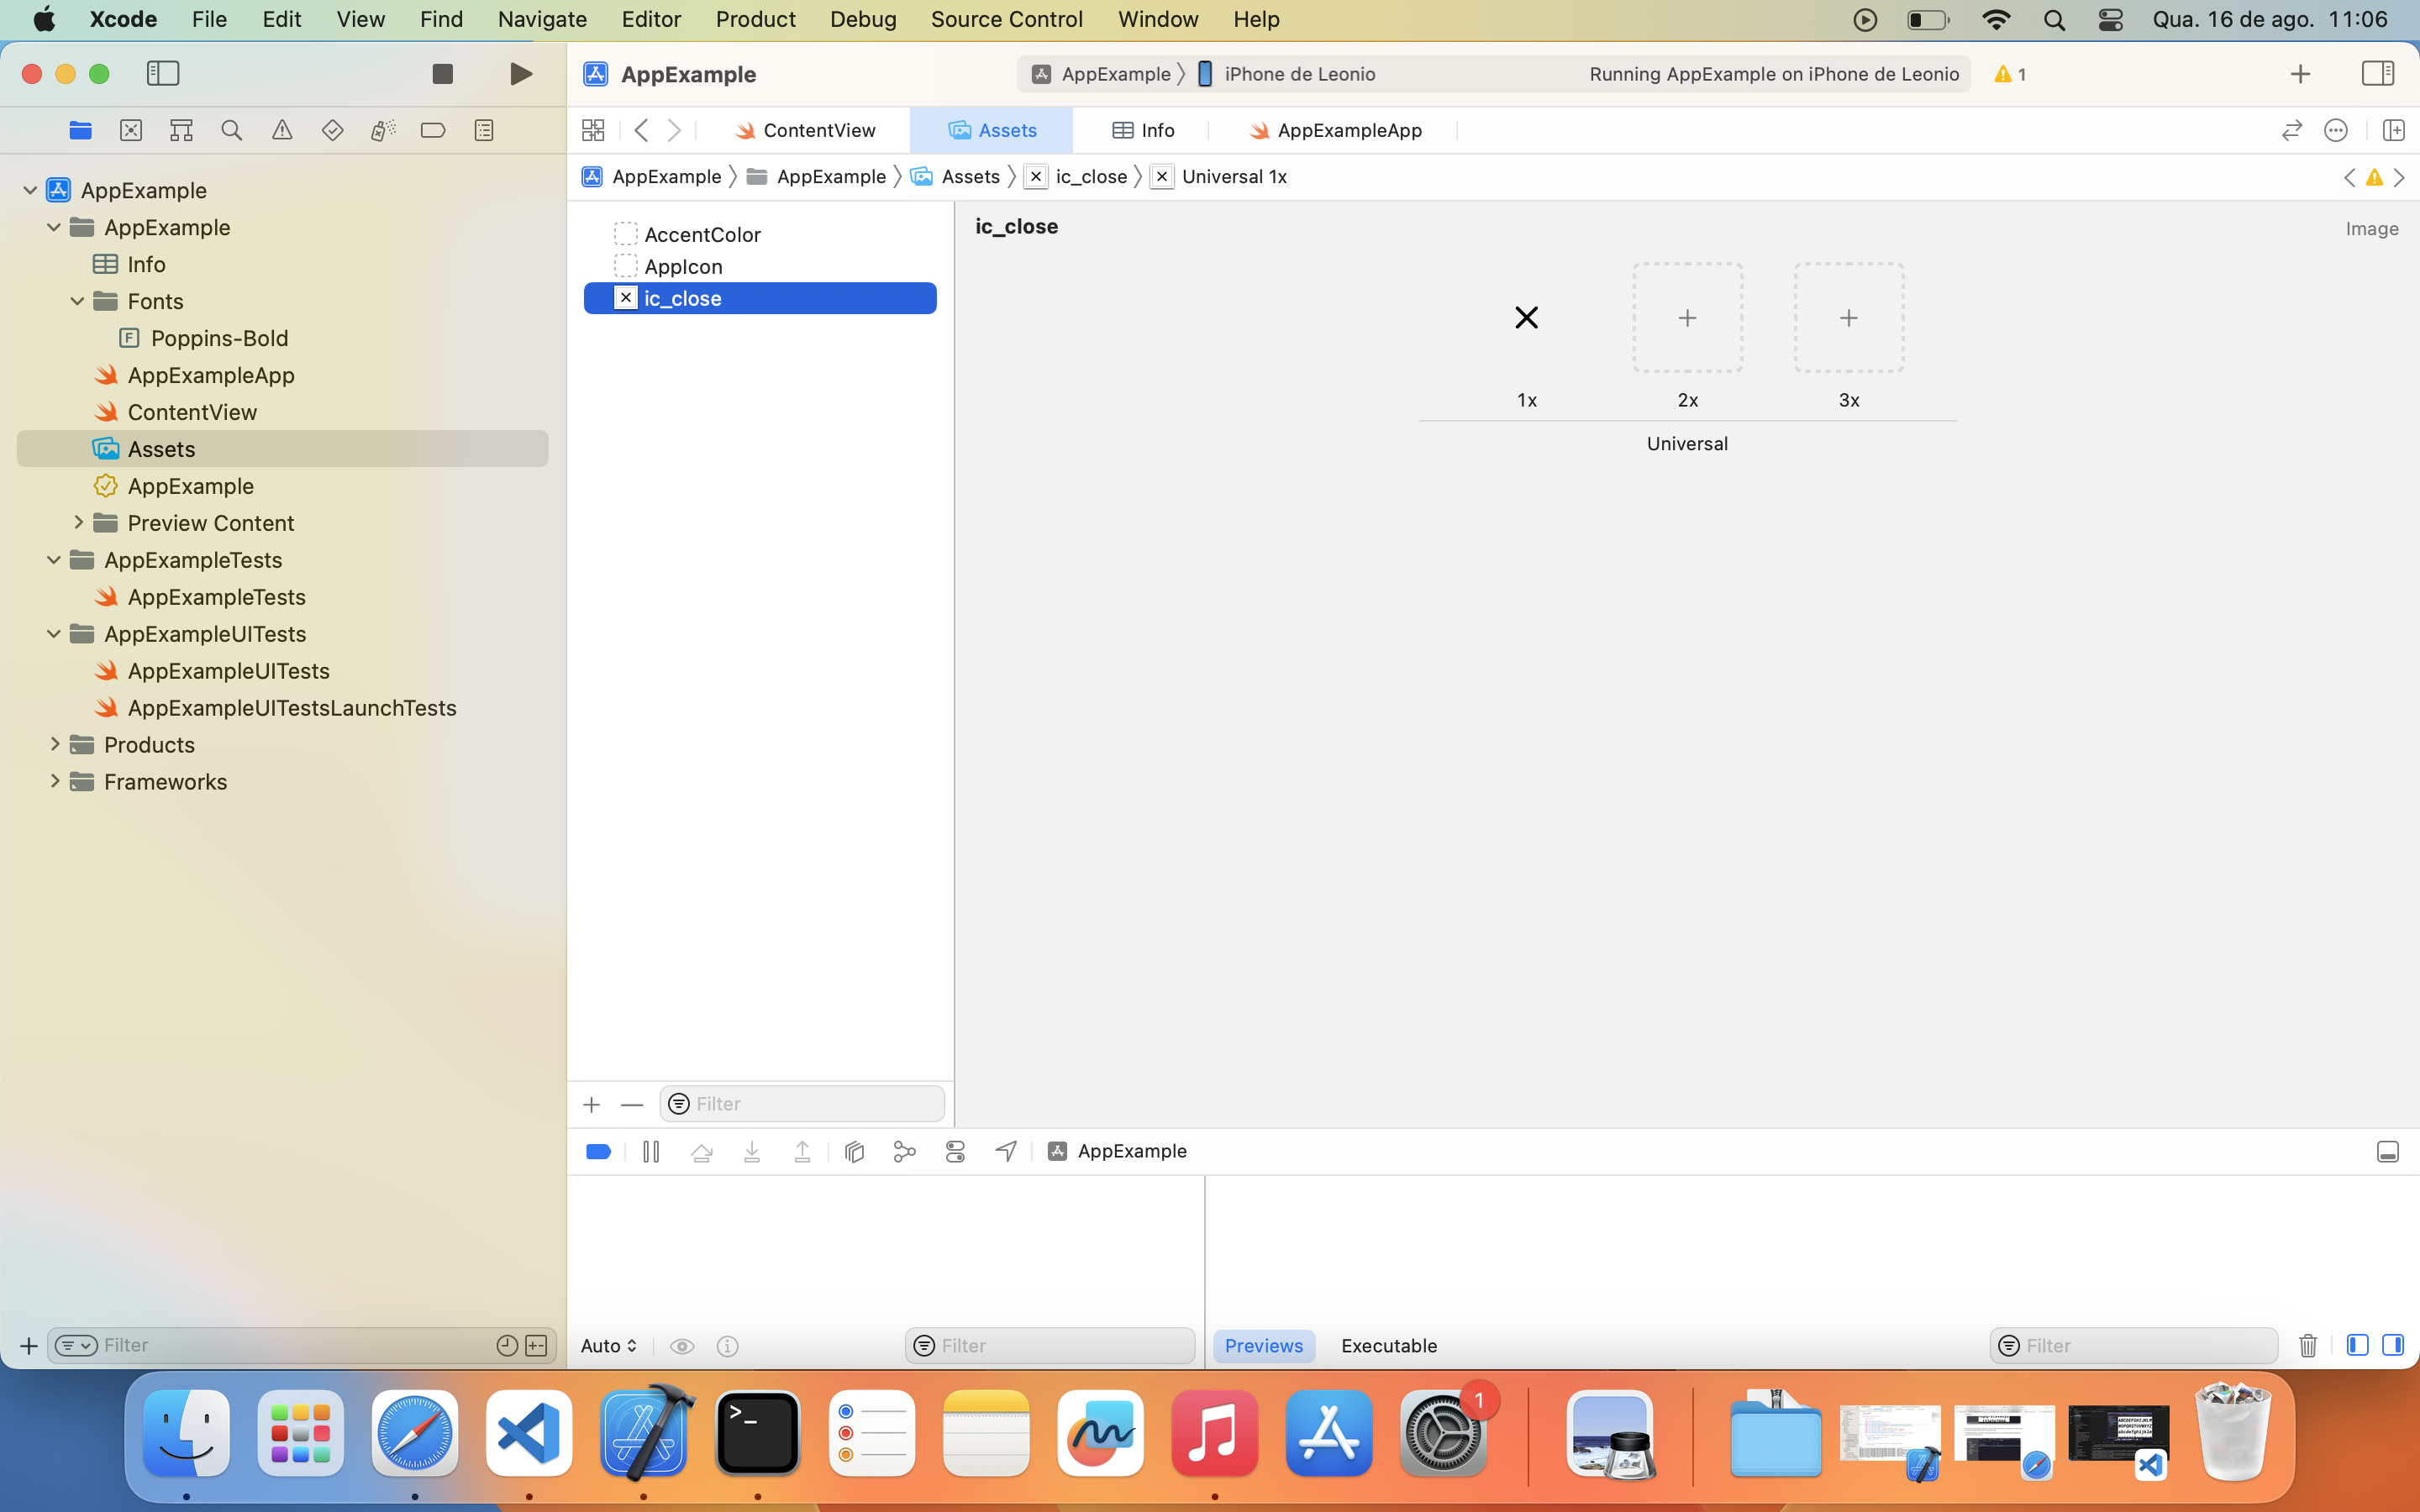 Xcode File Edit View Find Navigate Editor Product Debug Source Control Window Help Qua. 16 de ago. 11:06
AppExample AppExample iPhone de Leonio Running AppExample on iPhone de Leonio 1
ContentView Assets Info AppExampleApp
AppExample AppExample Assets ic_close Universal 1x
AppExample
AppExample
Info
Fonts
Poppins-Bold
AppExampleApp
ContentView
Assets
AppExample
Preview Content
AppExampleTests
AppExampleTests
AppExampleUITests
AppExampleUITests
AppExampleUITestsLaunchTests
Products
Frameworks
Filter
AccentColor
AppIcon
ic_close
Filter
ic_close Image
1x 2x 3x
Universal
AppExample
Auto Filter
Previews Executable Filter
1